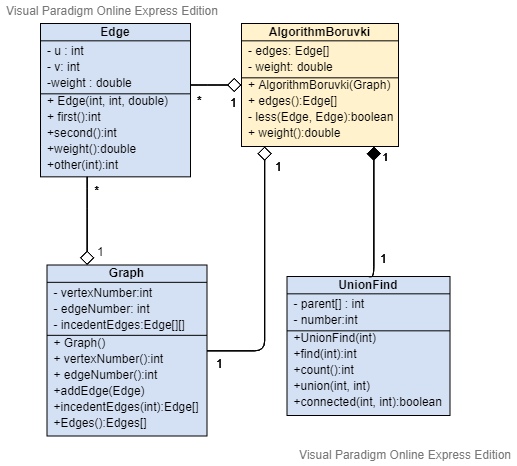 Visual Paradigm Online Express Edition
Edge
- u : int
- v: int
-weight : double
+ Edge(int, int, double)
+ first():int
+second():int
+weight():double
+other(int):int
AlgorithmBoruvki
- edges: Edge[]
- weight: double
+ AlgorithmBoruvki(Graph)
+ edges():Edge[]
- less(Edge, Edge):boolean
+ weight():double
*
1
1
1
*
1
1
1
Graph
- vertexNumber:int
- edgeNumber: int
- incedentEdges:Edge[][]
+ Graph()
+ vertexNumber():int
+ edgeNumber():int
+addEdge(Edge)
+incedentEdges(int):Edge[]
+Edges():Edges[]
UnionFind
- parent[] : int
- number:int
+UnionFind(int)
+find(int):int
+count():int
+union(int, int)
+connected(int, int):boolean
Visual Paradigm Online Express Edition